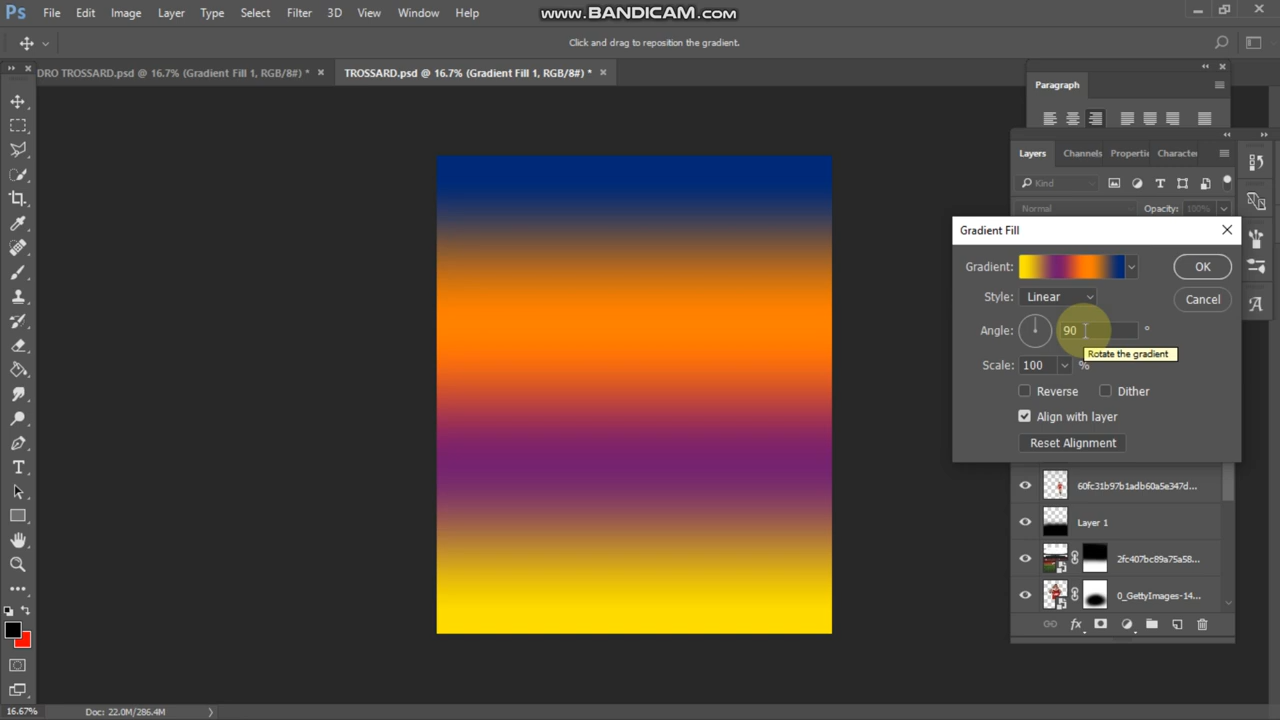 www.BANDICAM.com
Ps File Edit Image Layer Type Select Filter 3D View Window Help
Click and drag to reposition the gradient.
DRO TROSSARD.psd @ 16.7% (Gradient Fill 1, RGB/8#) * ×
TROSSARD.psd @ 16.7% (Gradient Fill 1, RGB/8#) * ×
Paragraph
Layers Channels Properti Character
Kind
Normal Opacity: 100%
Gradient Fill
Gradient: OK
Style: Linear Cancel
Angle: 90 °
Rotate the gradient
Scale: 100 %
Reverse Dither
Align with layer
Reset Alignment
60fc31b97b1adb60a5e347d...
Layer 1
2fc407bc89a75a58...
0_GettyImages-14...
fx
16.67% Doc: 22.0M/286.4M